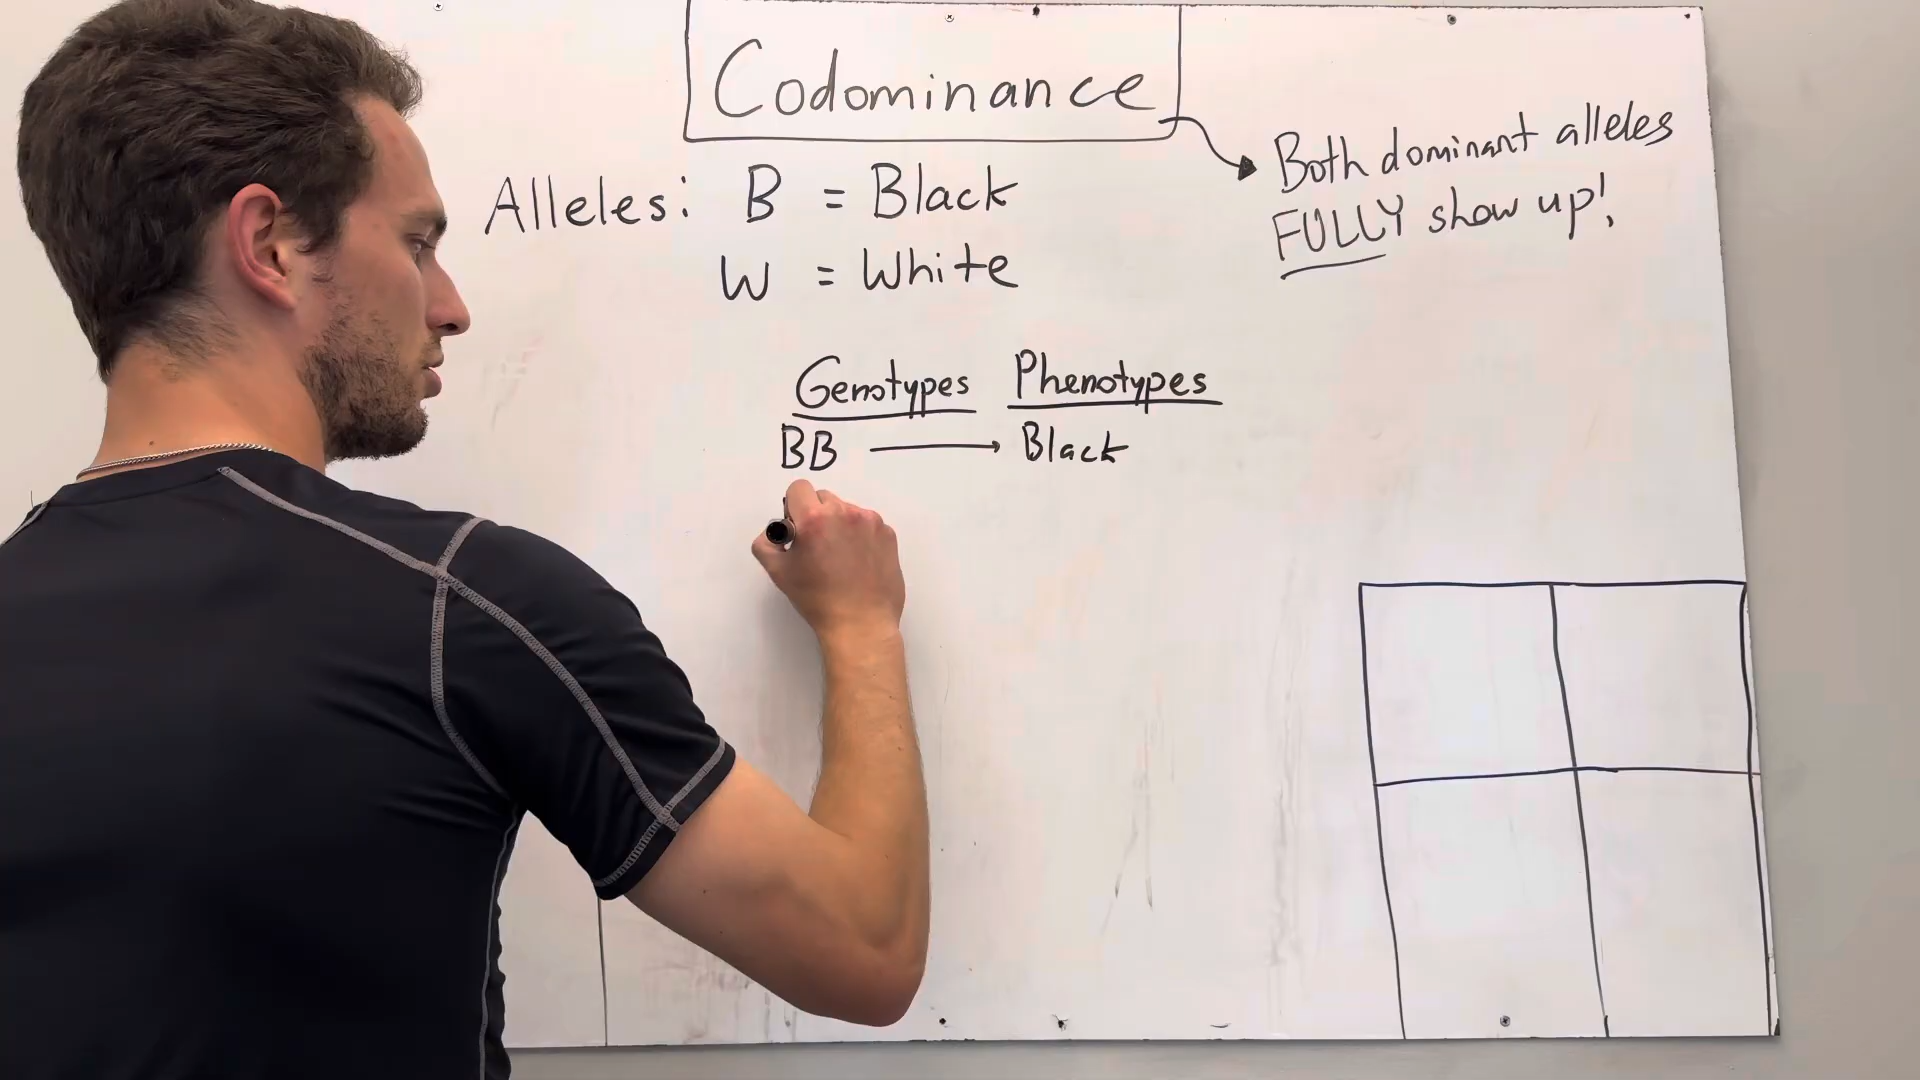 Codominance
Both dominant alleles
FULLY show up!
Alleles: B = Black
W = White
Genotypes Phenotypes
BB → Black